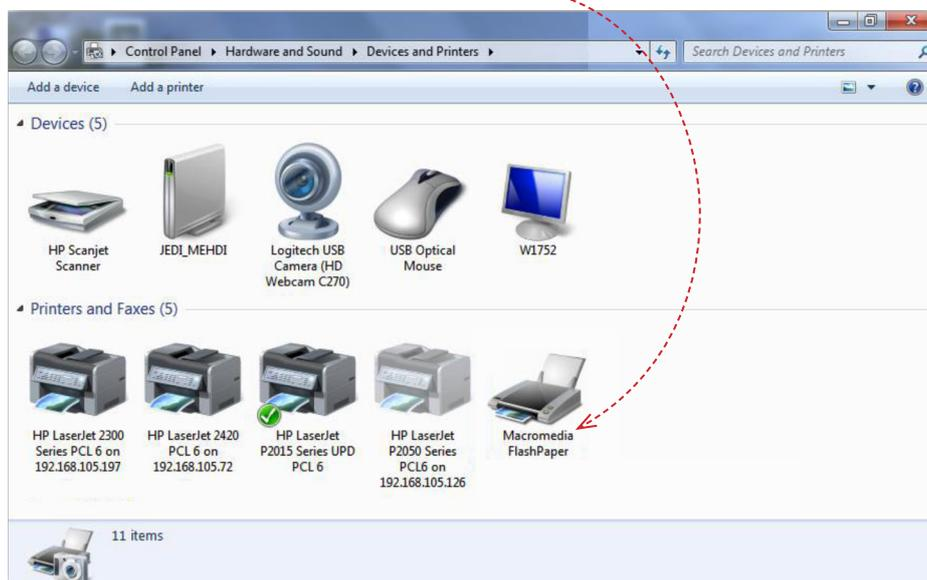 Control Panel Hardware and Sound Devices and Printers
Search Devices and Printers
Add a device Add a printer
Devices (5)
HP Scanjet
Scanner
JEDI_MEHDI
Logitech USB
Camera (HD
Webcam C270)
USB Optical
Mouse
W1752
Printers and Faxes (5)
HP LaserJet 2300
Series PCL 6 on
192.168.105.197
HP LaserJet 2420
PCL 6 on
192.168.105.72
HP LaserJet
P2015 Series UPD
PCL 6
HP LaserJet
P2050 Series
PCL6 on
192.168.105.126
Macromedia
FlashPaper
11 items